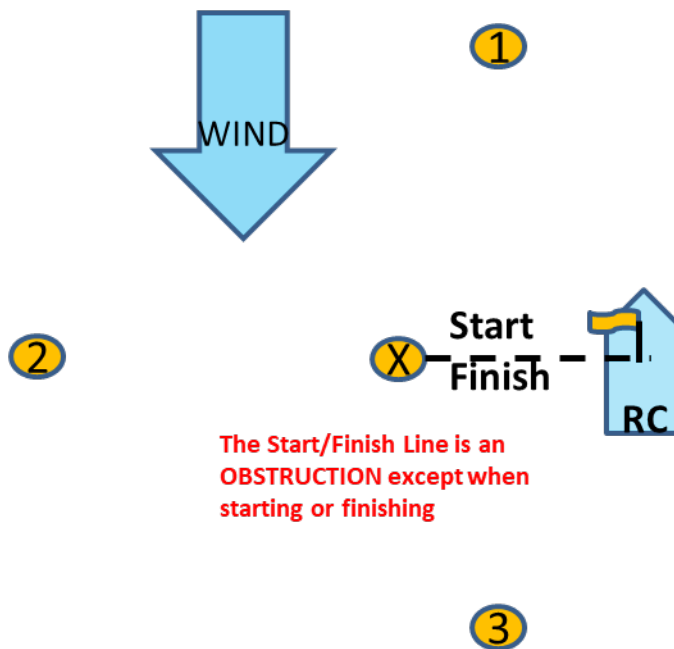 1
WIND
Start
2
X
Finish
RC
The Start/Finish Line is an
OBSTRUCTION except when
starting or finishing
3